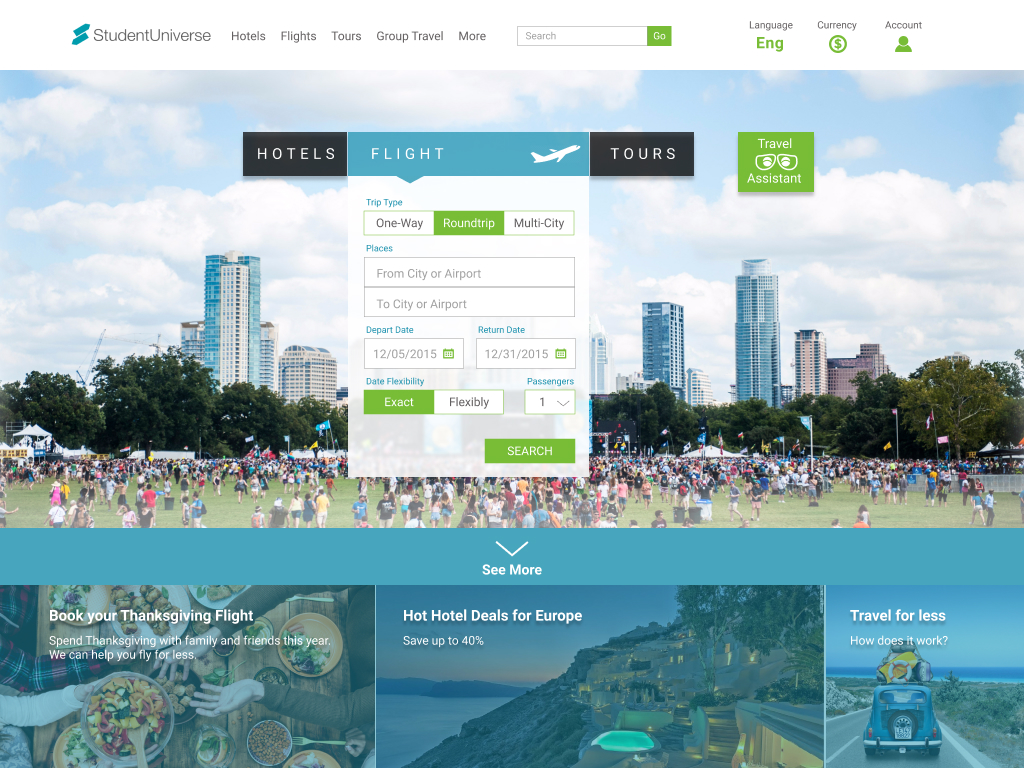 StudentUniverse
Hotels Flights Tours Group Travel More
Search Go
Language
Eng
Currency
$
Account
HOTELS
FLIGHT
TOURS
Travel
Assistant
Trip Type
One-Way Roundtrip Multi-City
Places
From City or Airport
To City or Airport
Depart Date Return Date
12/05/2015 12/31/2015
Date Flexibility Passengers
Exact Flexibly 1
SEARCH
See More
Book your Thanksgiving Flight
Spend Thanksgiving with family and friends this year.
We can help you fly for less.
Hot Hotel Deals for Europe
Save up to 40%
Travel for less
How does it work?